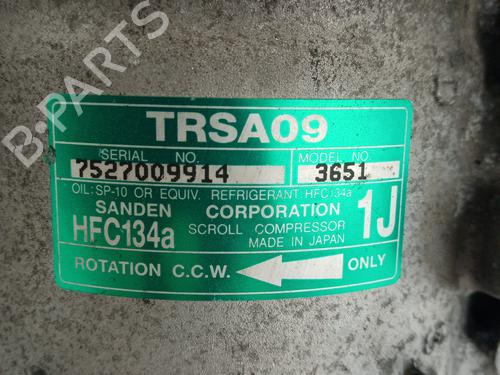 B-PARTS
TRSA09
SERIAL NO. MODEL NO.
7527009914 3651
OIL: SP-10 OR EQUIV. REFRIGERANT: HFC134a
SANDEN CORPORATION 1J
HFC134a SCROLL COMPRESSOR
MADE IN JAPAN
ROTATION C.C.W. ONLY